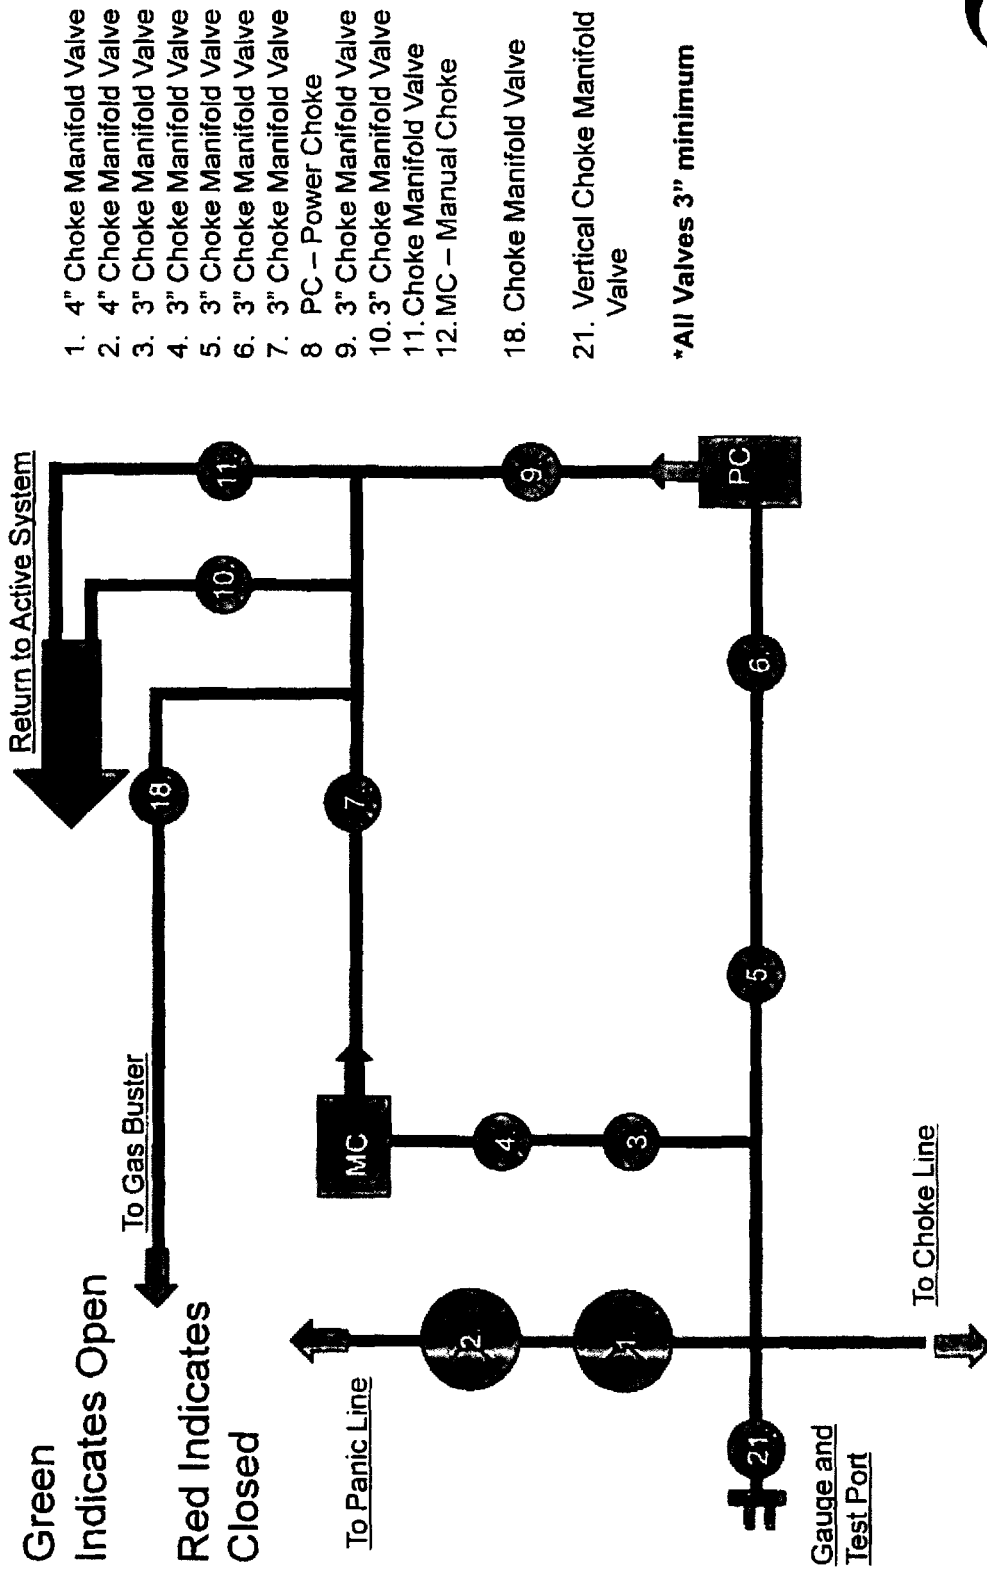 Green
Indicates Open
Red Indicates
Closed
To Gas Buster
Return to Active System
To Panic Line
To Choke Line
Gauge and
Test Port
18.
11.
10.
7.
9.
MC
4.
3.
2.
1.
21.
5.
6.
PC
1. 4" Choke Manifold Valve
2. 4" Choke Manifold Valve
3. 3" Choke Manifold Valve
4. 3" Choke Manifold Valve
5. 3" Choke Manifold Valve
6. 3" Choke Manifold Valve
7. 3" Choke Manifold Valve
8 PC – Power Choke
9. 3" Choke Manifold Valve
10.3" Choke Manifold Valve
11. Choke Manifold Valve
12. MC – Manual Choke
18. Choke Manifold Valve
21. Vertical Choke Manifold
Valve
*All Valves 3" minimum